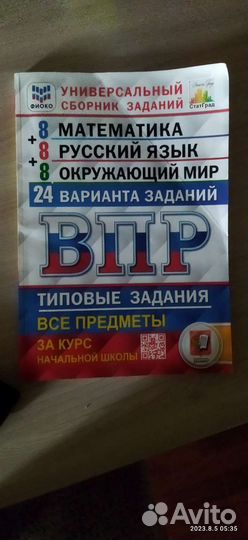 УНИВЕРСАЛЬНЫЙ
СБОРНИК ЗАДАНИЙ
ФИОКО
СтатГрад
8 МАТЕМАТИКА
+ 8 РУССКИЙ ЯЗЫК
+ 8 ОКРУЖАЮЩИЙ МИР
24 ВАРИАНТА ЗАДАНИЙ
ВПР
ТИПОВЫЕ ЗАДАНИЯ
ВСЕ ПРЕДМЕТЫ
ЗА КУРС
НАЧАЛЬНОЙ ШКОЛЫ
2023.8.5 05:35
Avito